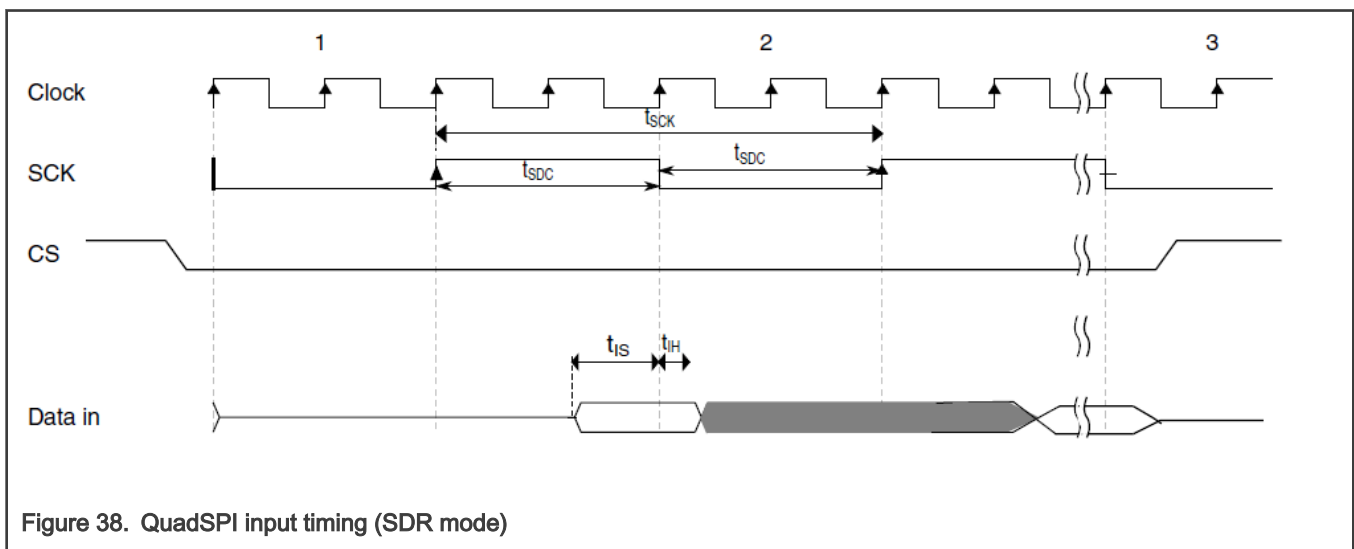 1 2 3
Clock
tSCK
SCK
tSDC
tSDC
CS
tIS
tIH
Data in
Figure 38. QuadSPI input timing (SDR mode)